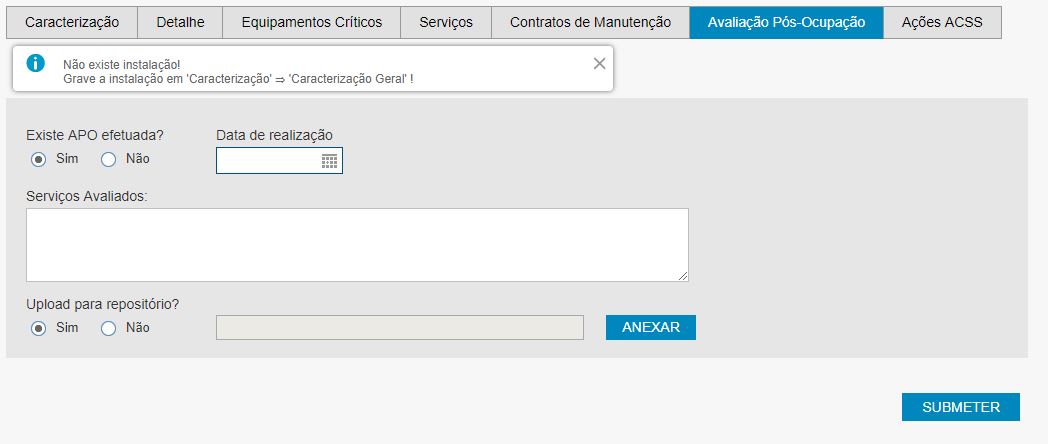 Caracterização Detalhe Equipamentos Críticos Serviços Contratos de Manutenção Avaliação Pós-Ocupação Ações ACSS
Não existe instalação!
Grave a instalação em 'Caracterização' ⇒ 'Caracterização Geral' !
Existe APO efetuada? Data de realização
Sim Não
Serviços Avaliados:
Upload para repositório?
Sim Não ANEXAR
SUBMETER